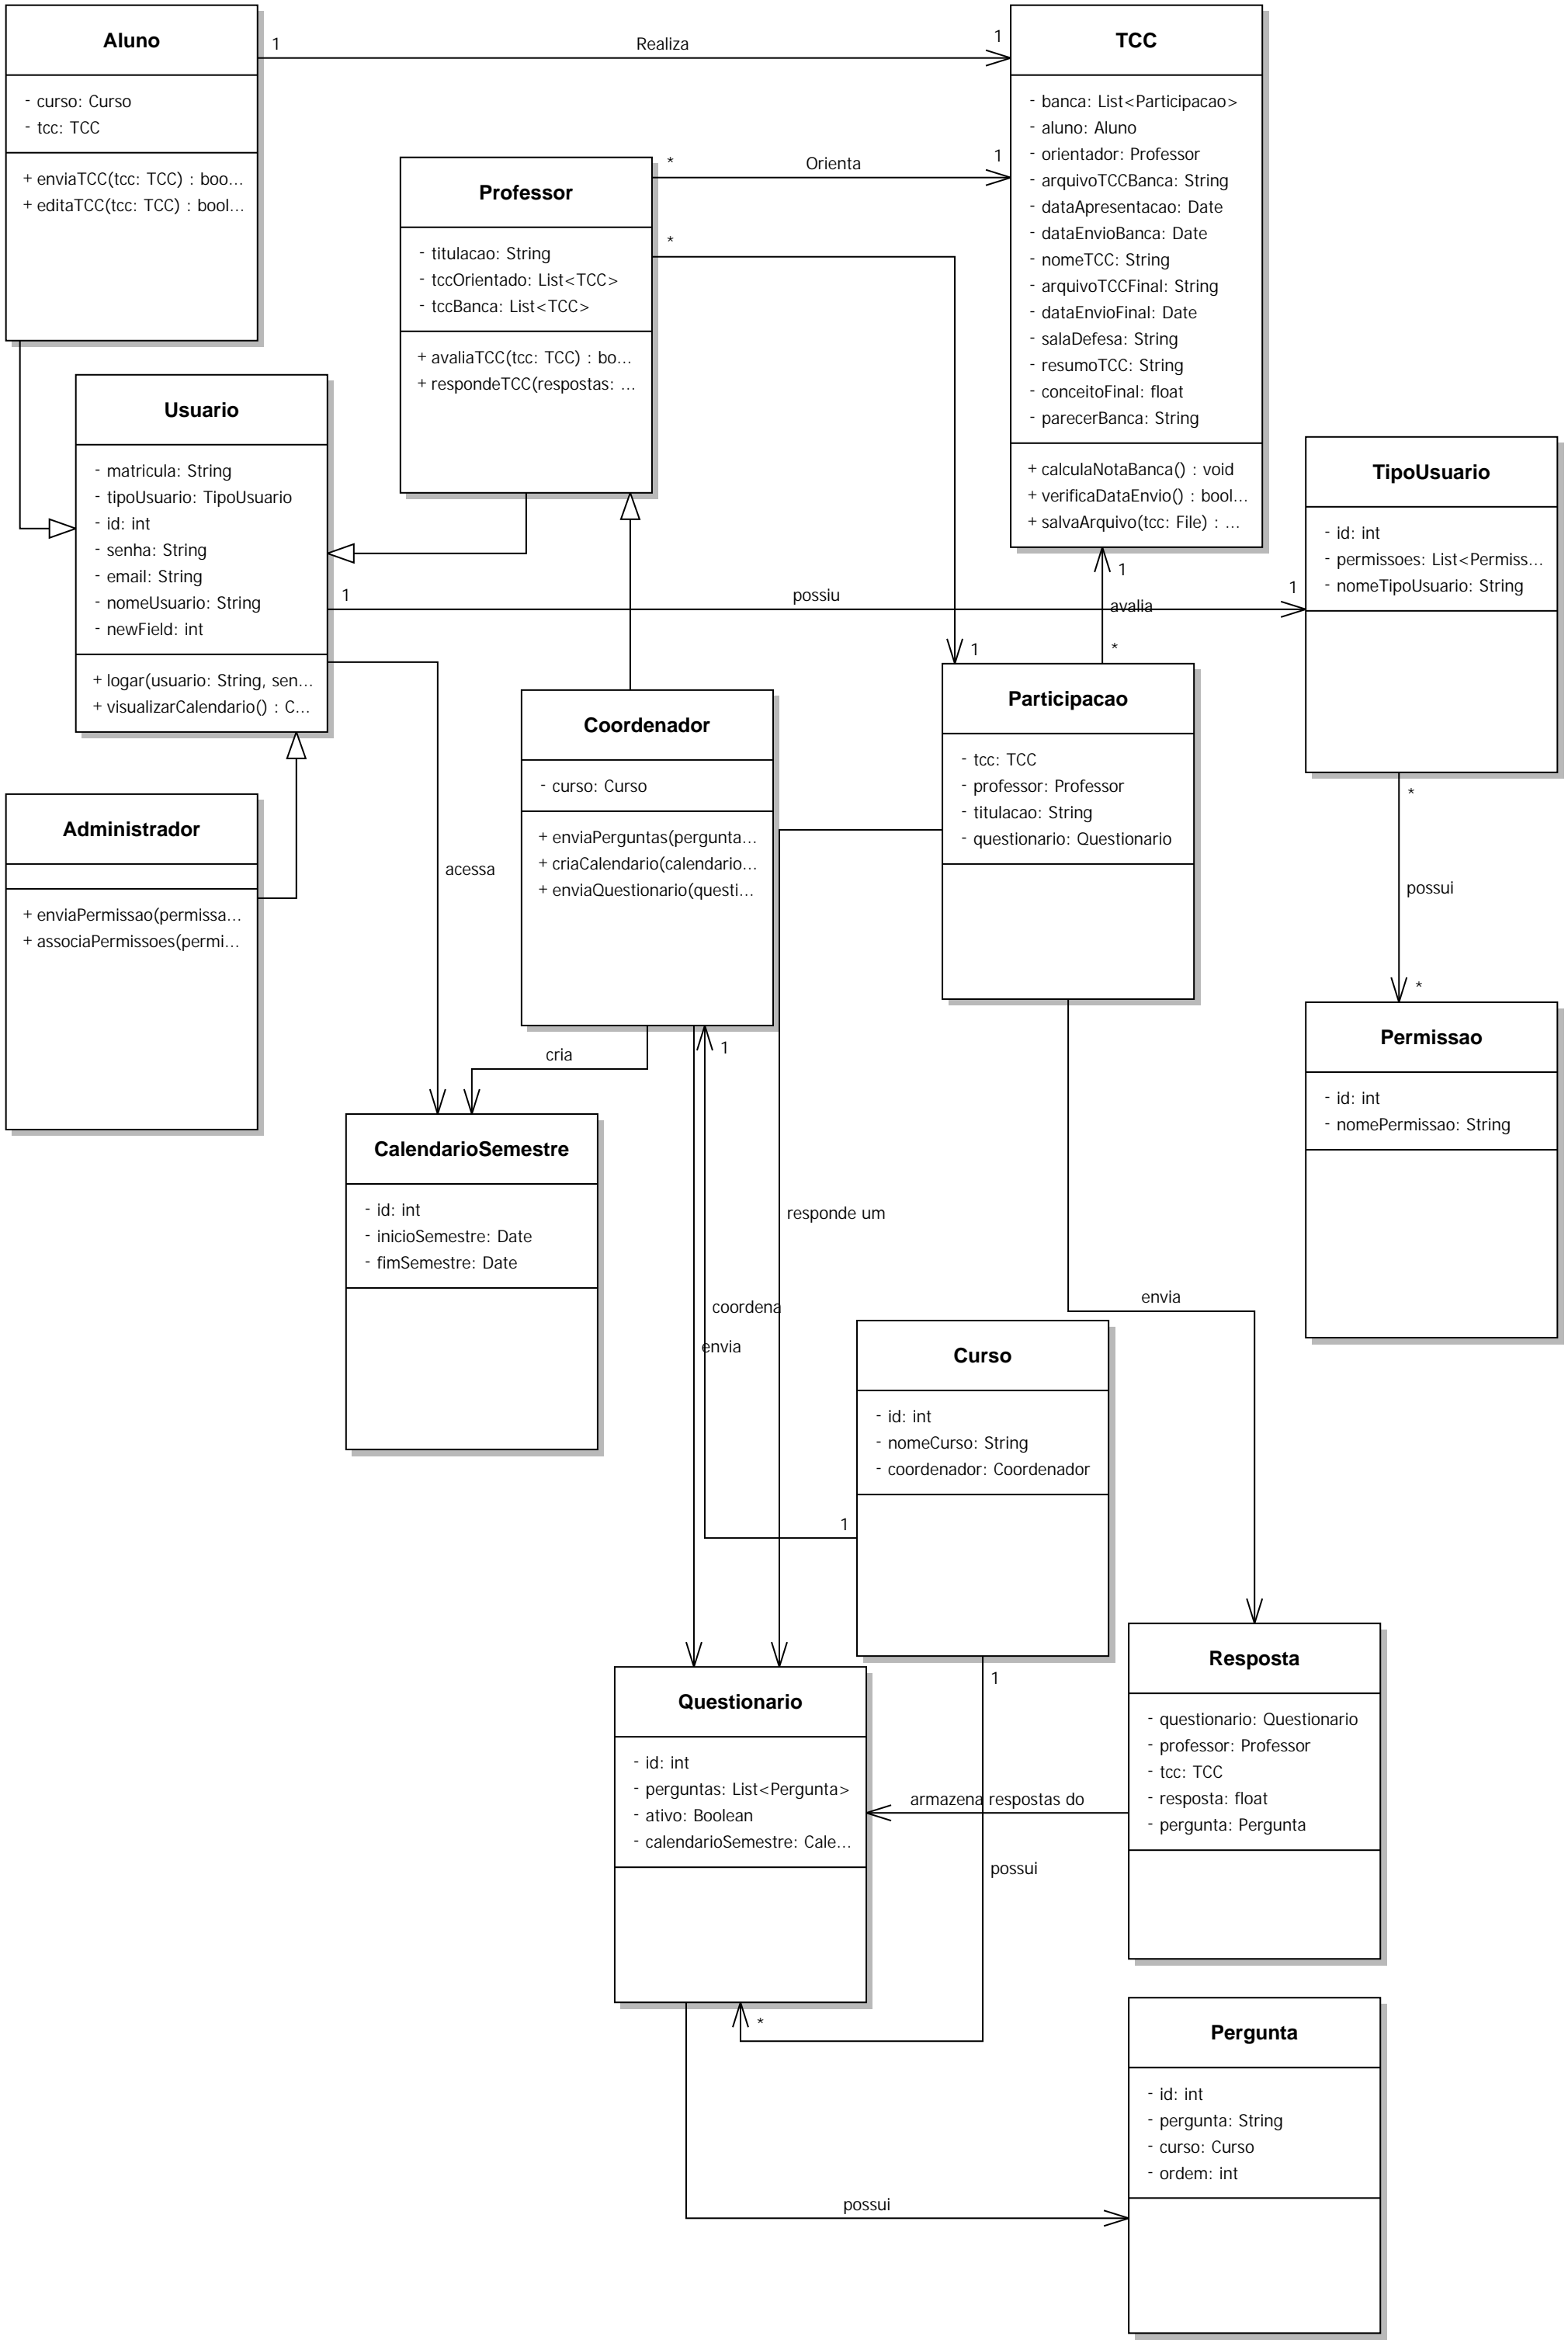 Aluno
- curso: Curso
- tcc: TCC
+ enviaTCC(tcc: TCC) : boo...
+ editaTCC(tcc: TCC) : bool...
1
Realiza
1
TCC
- banca: List<Participacao>
- aluno: Aluno
- orientador: Professor
- arquivoTCCBanca: String
- dataApresentacao: Date
- dataEnvioBanca: Date
- nomeTCC: String
- arquivoTCCFinal: String
- dataEnvioFinal: Date
- salaDefesa: String
- resumoTCC: String
- conceitoFinal: float
- parecerBanca: String
+ calculaNotaBanca() : void
+ verificaDataEnvio() : bool...
+ salvaArquivo(tcc: File) : ...
Professor
- titulacao: String
- tccOrientado: List<TCC>
- tccBanca: List<TCC>
+ avaliaTCC(tcc: TCC) : bo...
+ respondeTCC(respostas: ...
*
Orienta
1
*
1
Usuario
- matricula: String
- tipoUsuario: TipoUsuario
- id: int
- senha: String
- email: String
- nomeUsuario: String
- newField: int
+ logar(usuario: String, sen...
+ visualizarCalendario() : C...
1
possiu
1
TipoUsuario
- id: int
- permissoes: List<Permiss...
- nomeTipoUsuario: String
1
avalia
*
Coordenador
- curso: Curso
+ enviaPerguntas(pergunta...
+ criaCalendario(calendario...
+ enviaQuestionario(questi...
Participacao
- tcc: TCC
- professor: Professor
- titulacao: String
- questionario: Questionario
Administrador
+ enviaPermissao(permissa...
+ associaPermissoes(permi...
acessa
*
possui
*
Permissao
- id: int
- nomePermissao: String
cria
1
CalendarioSemestre
- id: int
- inicioSemestre: Date
- fimSemestre: Date
responde um
coordena
envia
envia
Curso
- id: int
- nomeCurso: String
- coordenador: Coordenador
1
1
Questionario
- id: int
- perguntas: List<Pergunta>
- ativo: Boolean
- calendarioSemestre: Cale...
armazena respostas do
possui
*
Resposta
- questionario: Questionario
- professor: Professor
- tcc: TCC
- resposta: float
- pergunta: Pergunta
Pergunta
- id: int
- pergunta: String
- curso: Curso
- ordem: int
possui